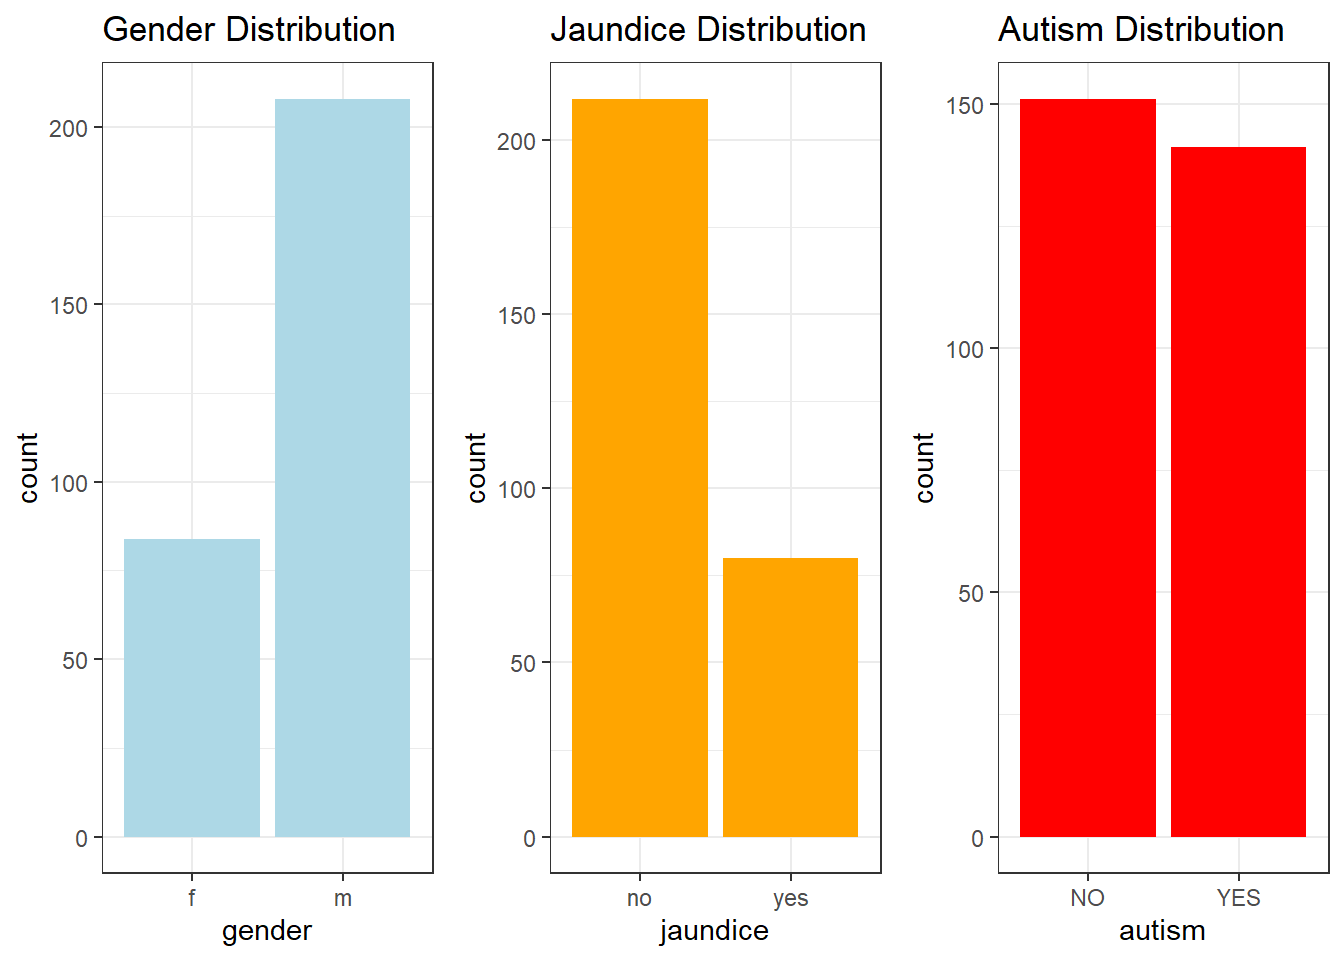 Gender Distribution
200
150
100
50
0
count
f
m
gender
Jaundice Distribution
200
150
100
50
0
count
no
yes
jaundice
Autism Distribution
150
100
50
0
count
NO
YES
autism